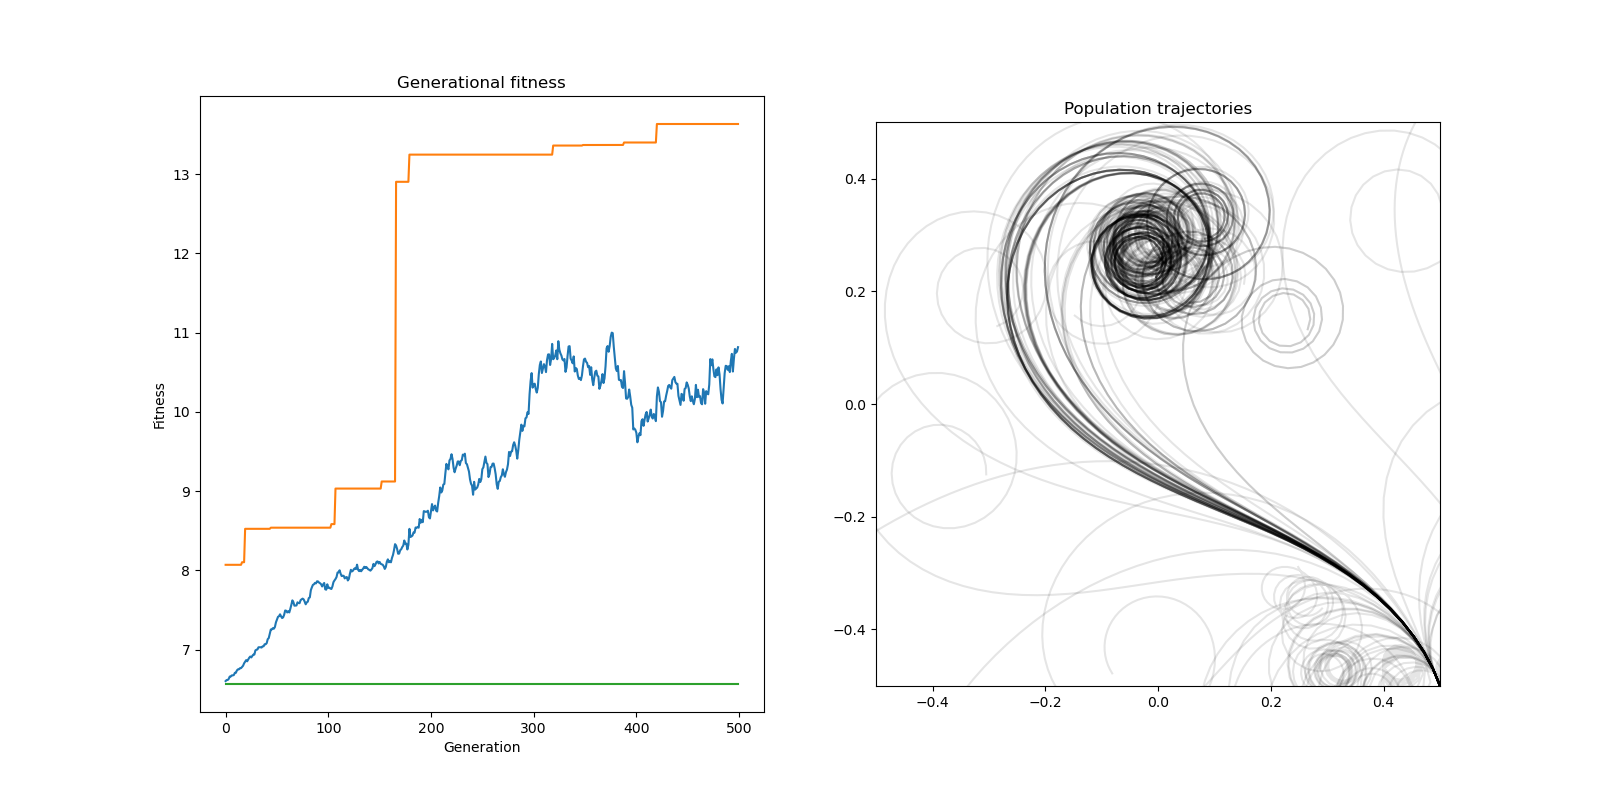 Generational fitness
Fitness
13
12
11
10
9
8
7
0 100 200 300 400 500
Generation
Population trajectories
0.4
0.2
0.0
−0.2
−0.4
−0.4 −0.2 0.0 0.2 0.4